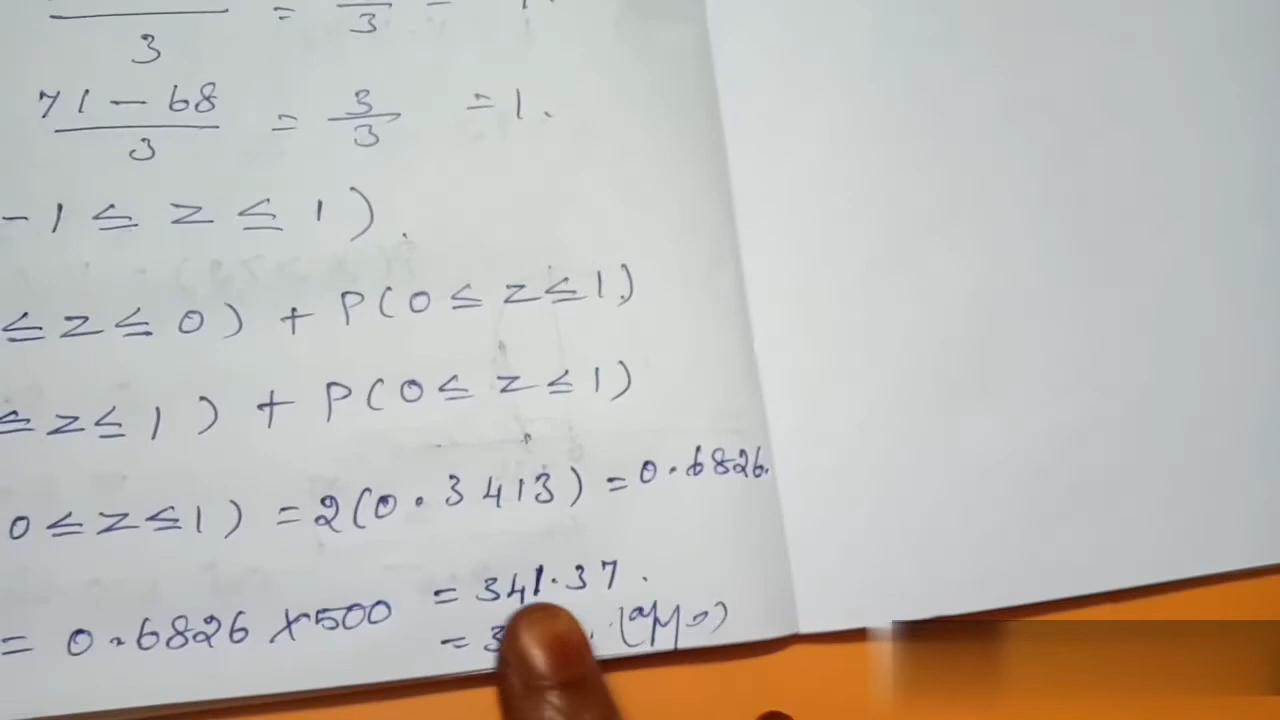 3 = 3
71 - 68 / 3 = 3/3 = 1.
-1 ≤ z ≤ 1).
≤ z ≤ 0) + P(0 ≤ z ≤ 1)
≤ z ≤ 1) + P(0 ≤ z ≤ 1)
0 ≤ z ≤ 1) = 2(0.3413) = 0.6826.
= 0.6826 × 500 = 341.37.
= 3